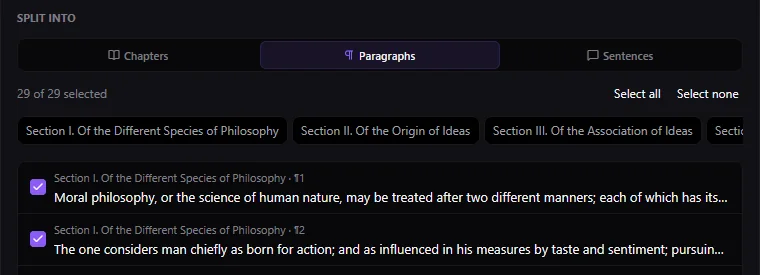 SPLIT INTO
Chapters
¶ Paragraphs
Sentences
29 of 29 selected
Select all
Select none
Section I. Of the Different Species of Philosophy
Section II. Of the Origin of Ideas
Section III. Of the Association of Ideas
Sectio
Section I. Of the Different Species of Philosophy · ¶1
Moral philosophy, or the science of human nature, may be treated after two different manners; each of which has its...
Section I. Of the Different Species of Philosophy · ¶2
The one considers man chiefly as born for action; and as influenced in his measures by taste and sentiment; pursuin...